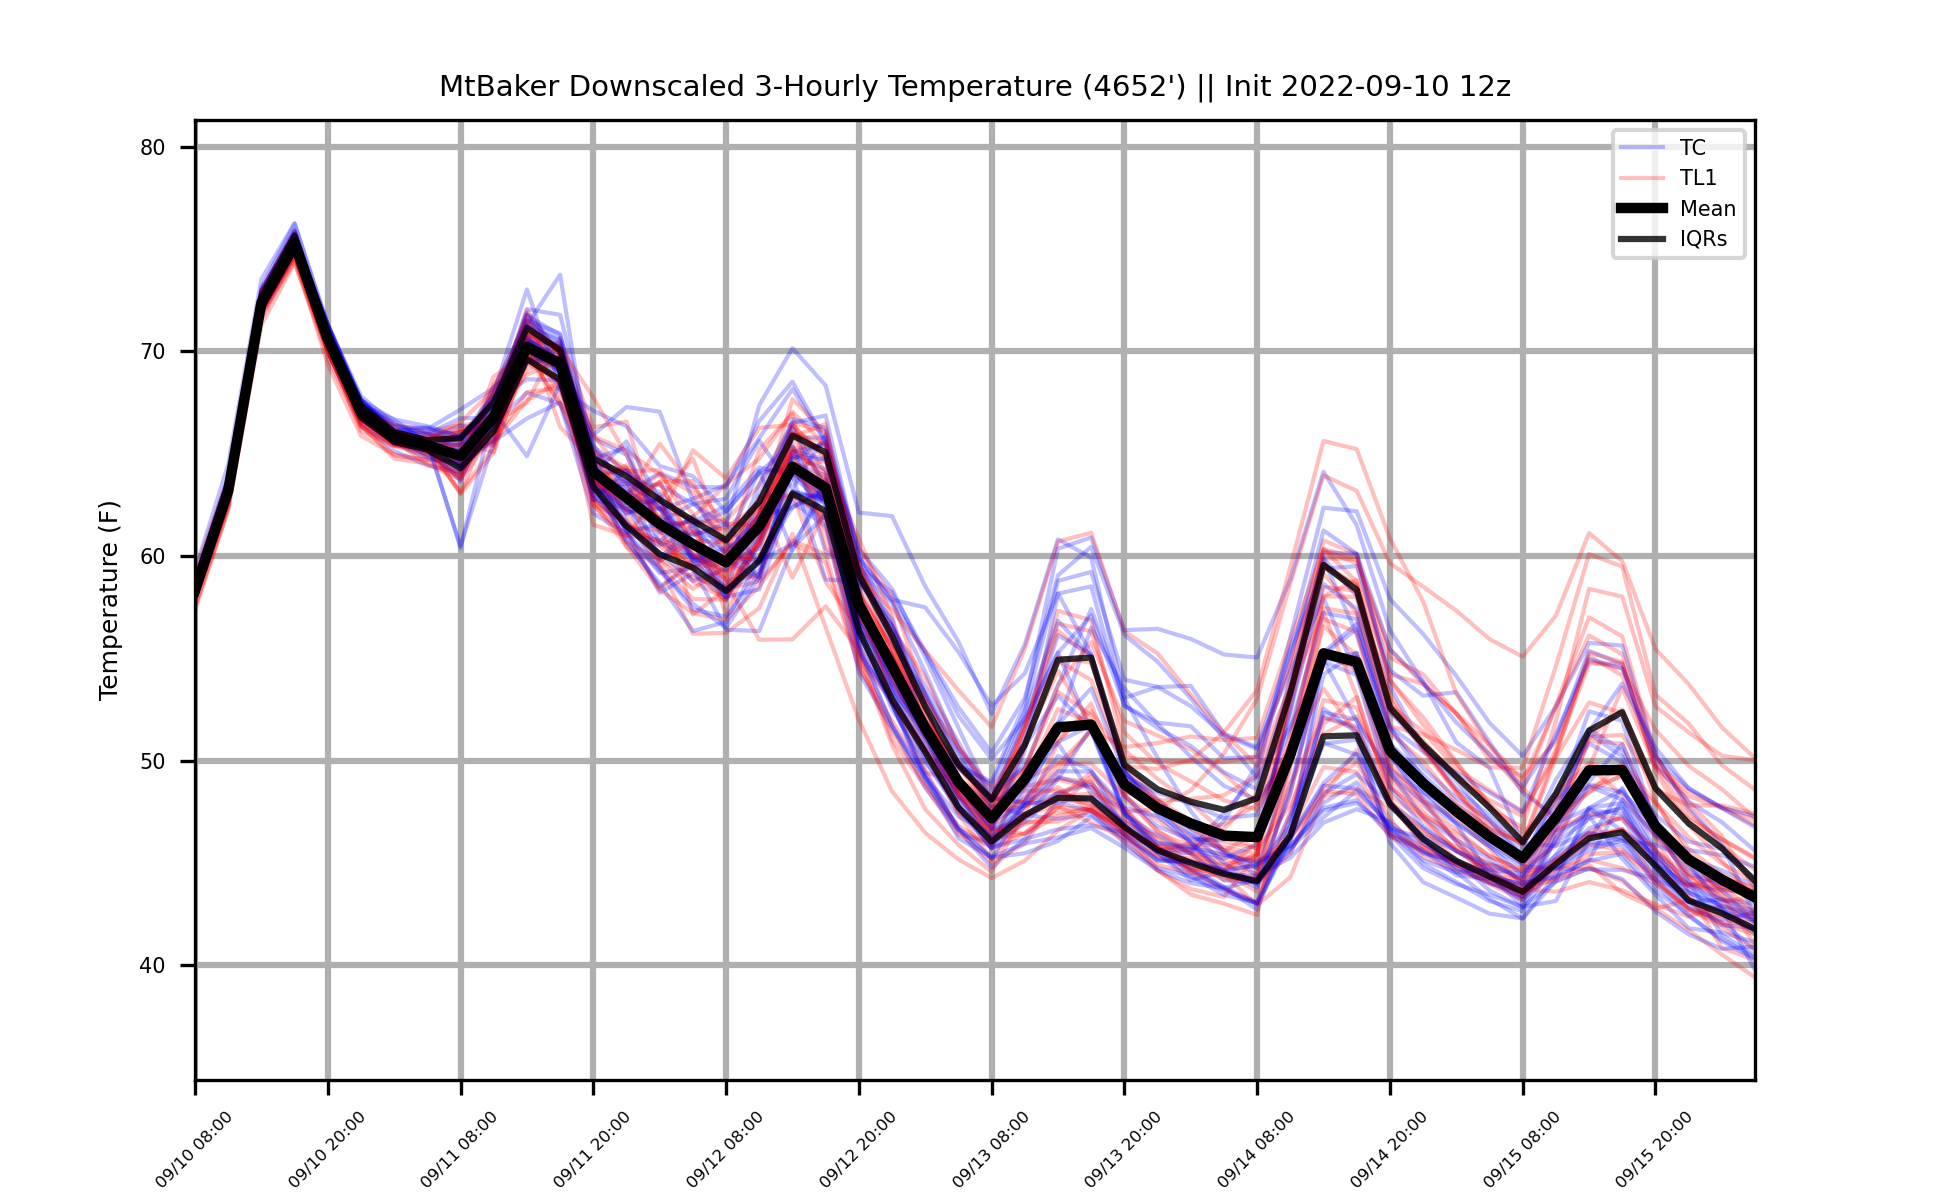 MtBaker Downscaled 3-Hourly Temperature (4652') || Init 2022-09-10 12z
TC
TL1
Mean
IQRs
Temperature (F)
80
70
60
50
40
09/10 08:00
09/10 20:00
09/11 08:00
09/11 20:00
09/12 08:00
09/12 20:00
09/13 08:00
09/13 20:00
09/14 08:00
09/14 20:00
09/15 08:00
09/15 20:00